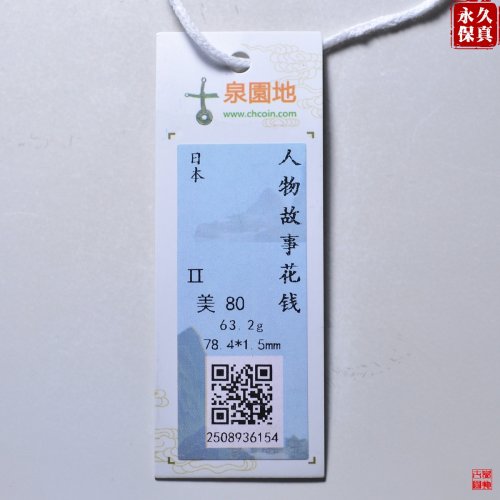 永久
保真
泉園地
www.chcoin.com
人物故事花钱
日本
II
美 80
63.2g
78.4*1.5mm
2508936154